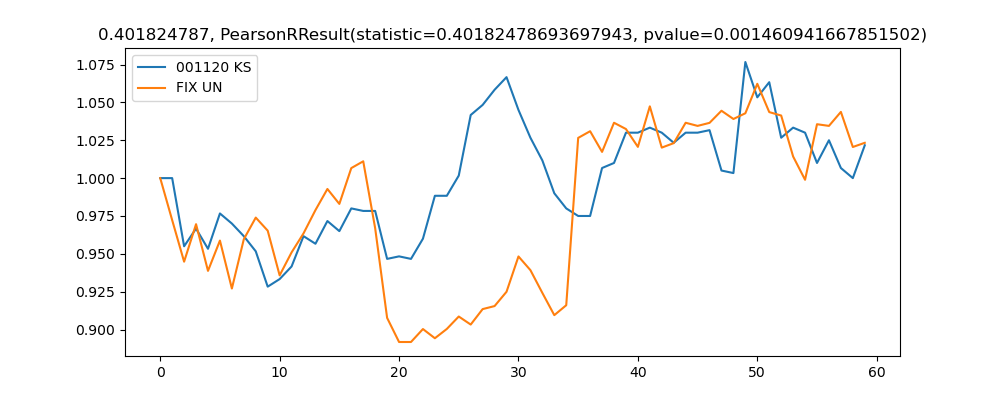 0.401824787, PearsonRResult(statistic=0.40182478693697943, pvalue=0.001460941667851502)
001120 KS
FIX UN
1.075
1.050
1.025
1.000
0.975
0.950
0.925
0.900
0 10 20 30 40 50 60